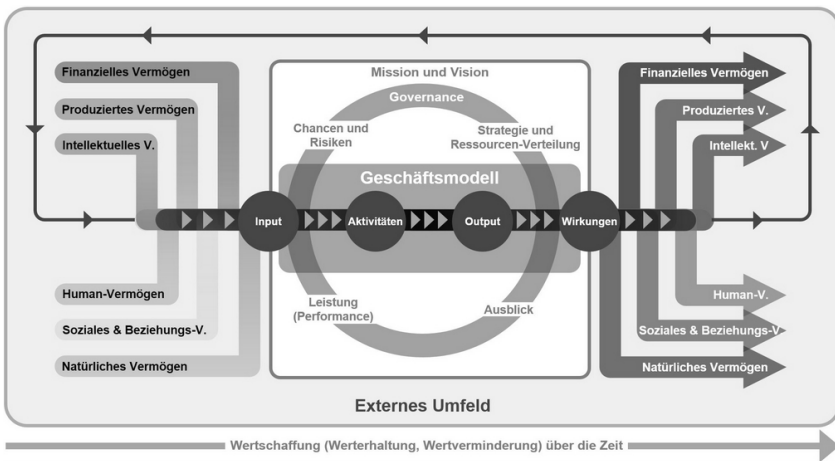 Finanzielles Vermögen
Produziertes Vermögen
Intellektuelles V.
Human-Vermögen
Soziales & Beziehungs-V.
Natürliches Vermögen
Mission und Vision
Governance
Chancen und
Risiken
Strategie und
Ressourcen-Verteilung
Geschäftsmodell
Input
Aktivitäten
Output
Wirkungen
Leistung
(Performance)
Ausblick
Finanzielles Vermögen
Produziertes V.
Intellekt. V
Human-V.
Soziales & Beziehungs-V
Natürliches Vermögen
Externes Umfeld
Wertschaffung (Werterhaltung, Wertverminderung) über die Zeit